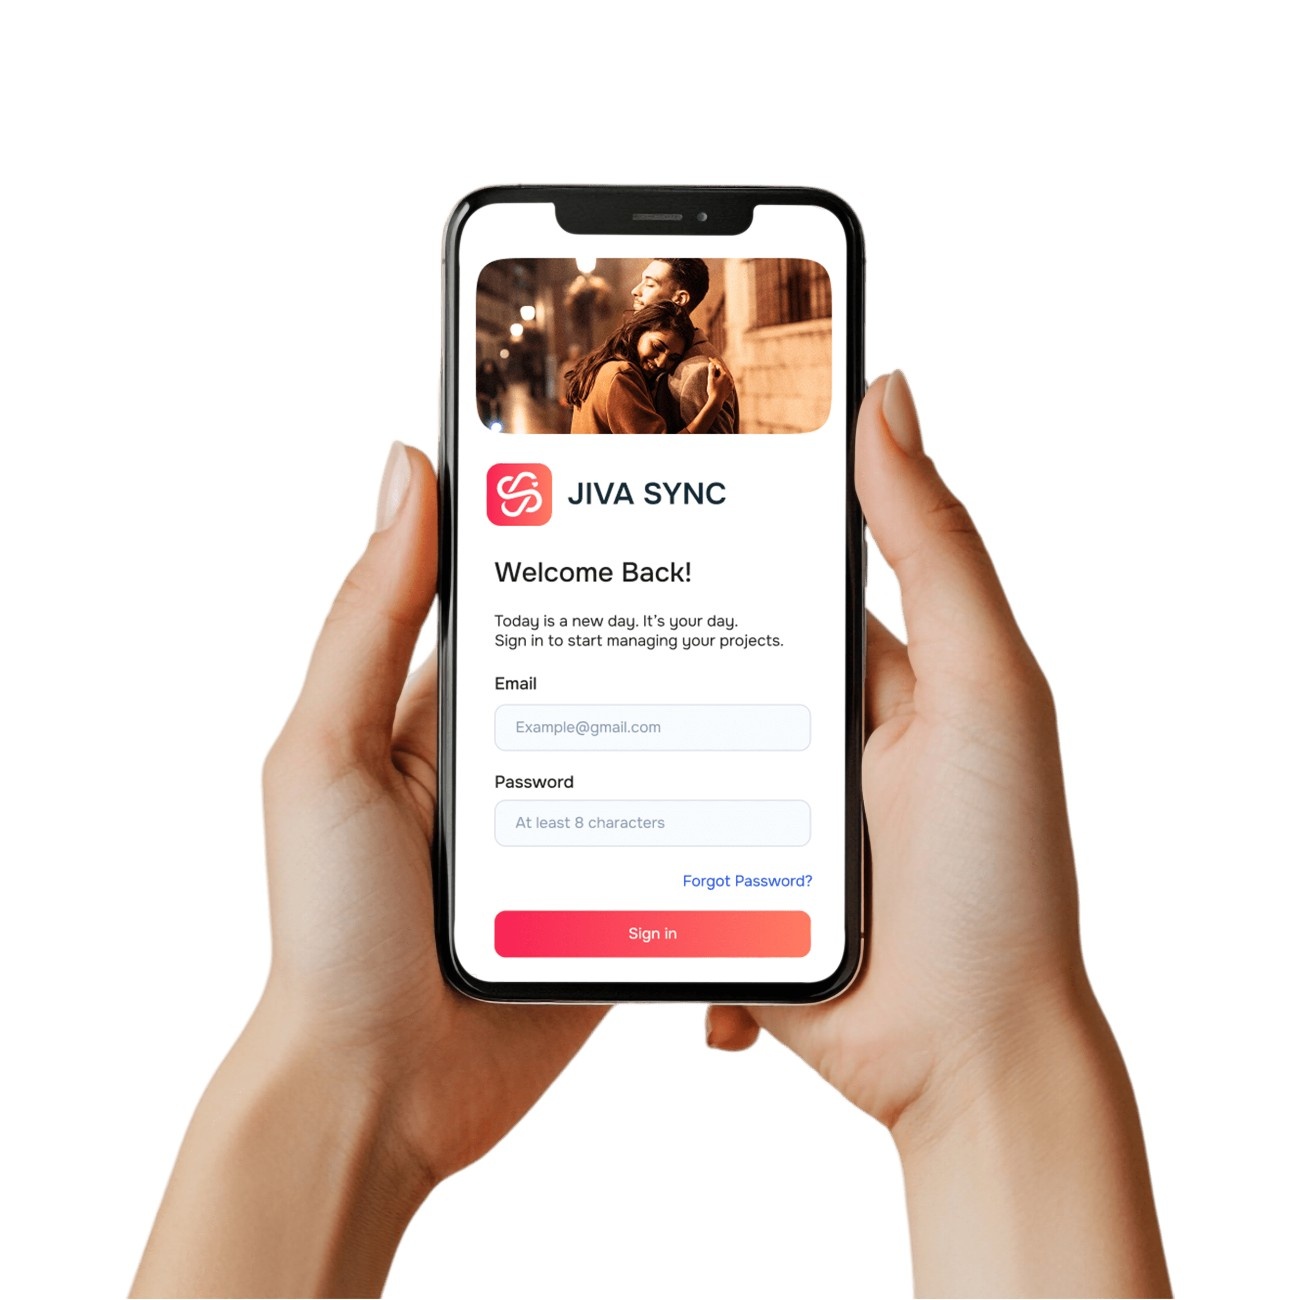 JIVA SYNC
Welcome Back!
Today is a new day. It's your day.
Sign in to start managing your projects.
Email
Example@gmail.com
Password
At least 8 characters
Forgot Password?
Sign in